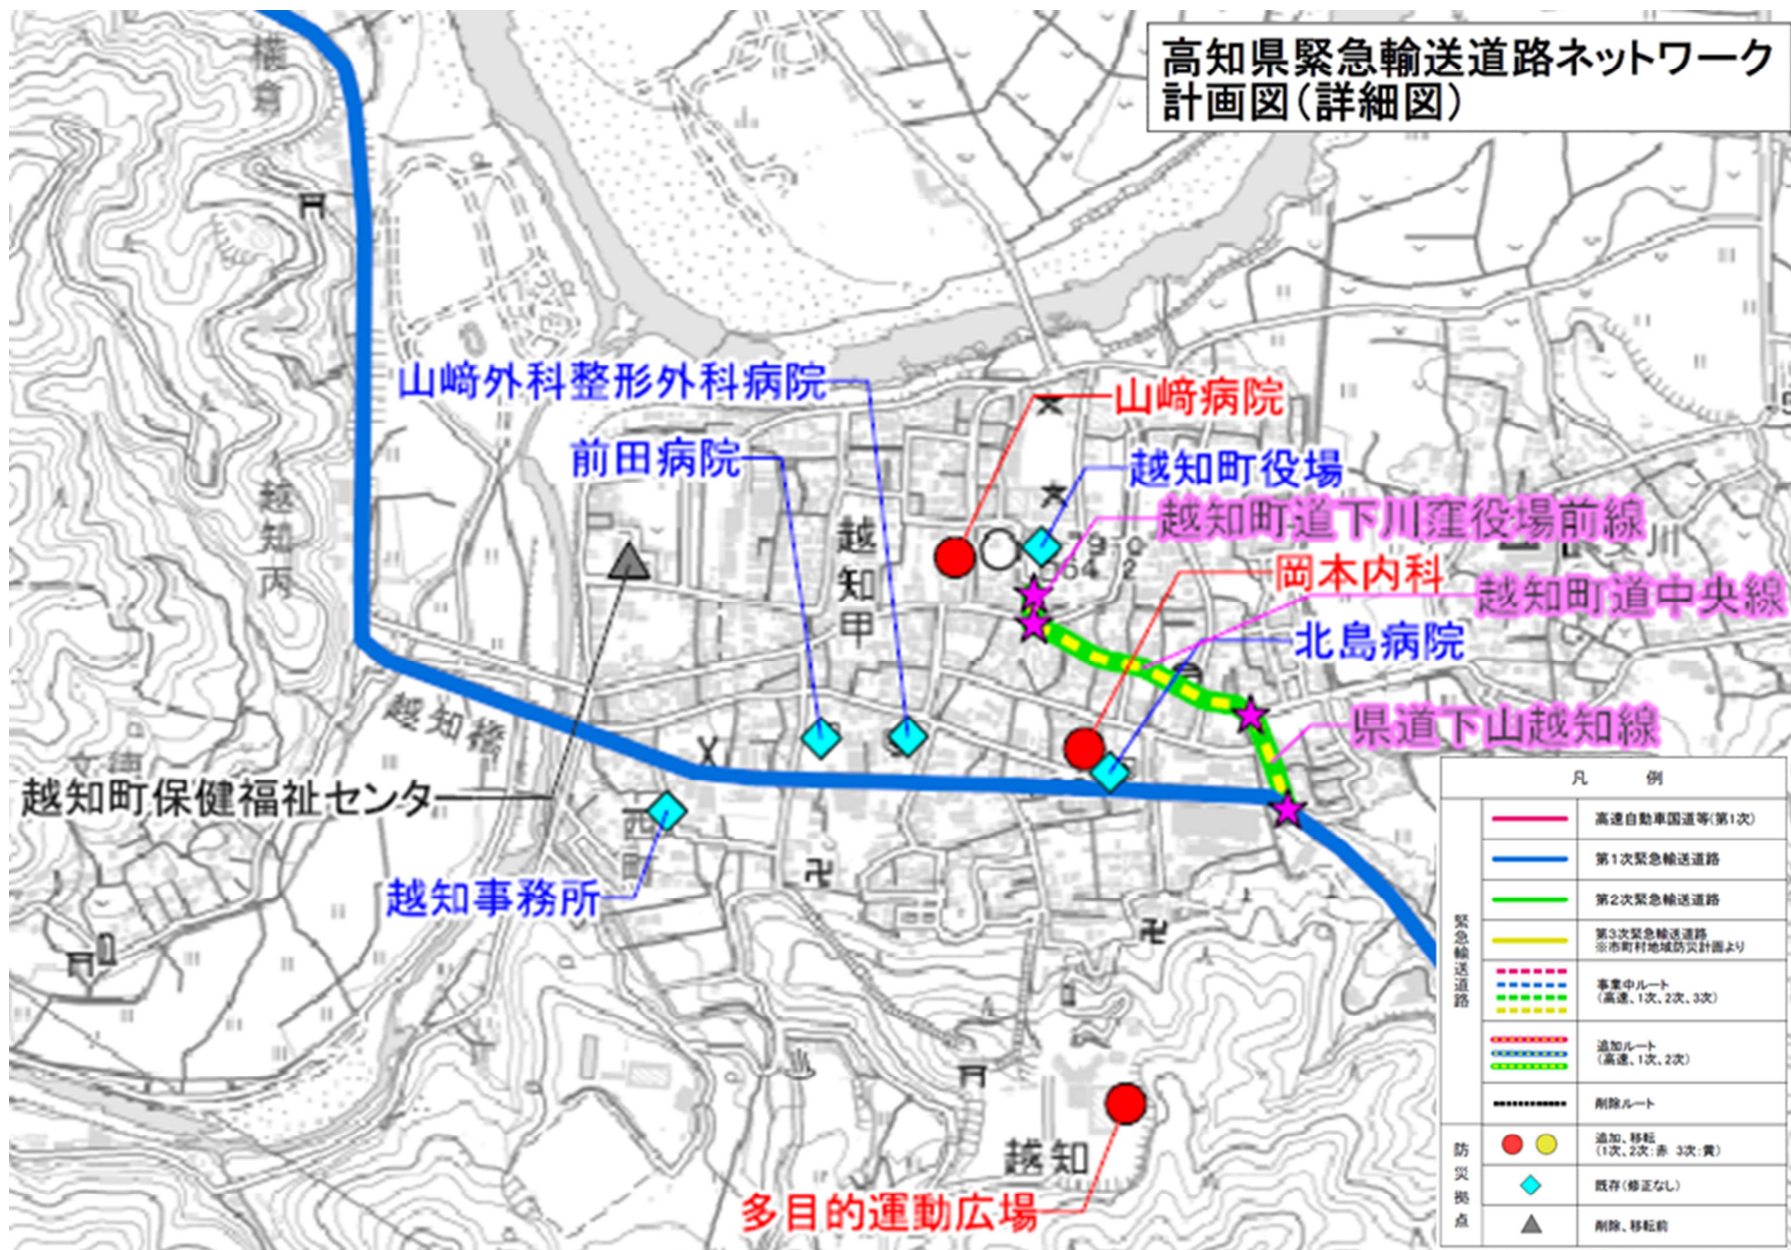 高知県緊急輸送道路ネットワーク
計画図(詳細図)
横倉
山﨑外科整形外科病院
山﨑病院
前田病院
越知町役場
越知町道下川窪役場前線
越知丙
越知甲
岡本内科
越知町道中央線
北島病院
越知橋
県道下山越知線
越知町保健福祉センター
越知事務所
越知
多目的運動広場
凡 例
緊急輸送道路
高速自動車国道等(第1次)
第1次緊急輸送道路
第2次緊急輸送道路
第3次緊急輸送道路
※市町村地域防災計画より
事業中ルート
(高速、1次、2次、3次)
追加ルート
(高速、1次、2次)
削除ルート
防災拠点
追加、移転
(1次、2次:赤 3次:黄)
既存(修正なし)
削除、移転前